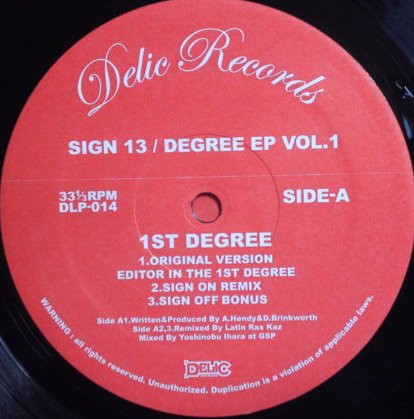 Delic Records
SIGN 13 / DEGREE EP VOL.1
33⅓RPM
DLP-014
SIDE-A
1ST DEGREE
1.ORIGINAL VERSION
EDITOR IN THE 1ST DEGREE
2.SIGN ON REMIX
3.SIGN OFF BONUS
Side A1.Written&Produced By A.Hendy&D.Brinkworth
Side A2,3.Remixed By Latin Ras Kaz
Mixed By Yoshinobu Ihara at GSP
DELIC
WARNING : all rights reserved. Unauthorized. Duplication is a violation of applicable laws.